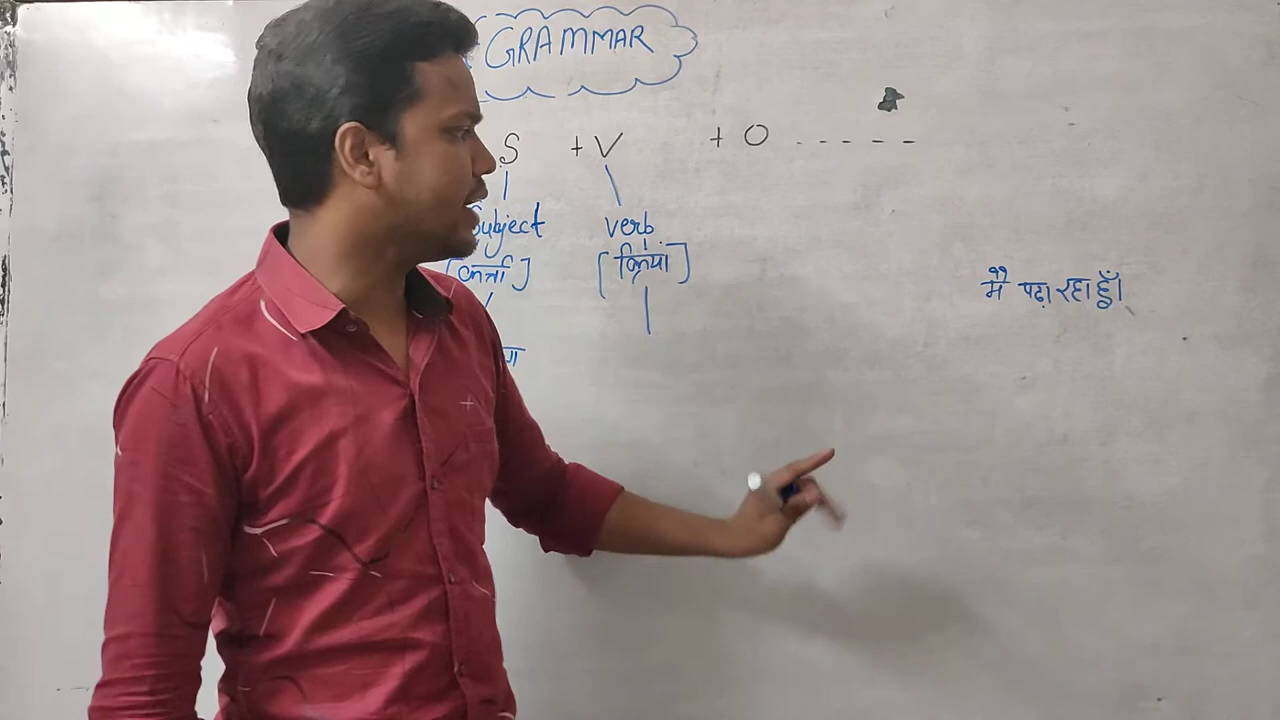 GRAMMAR
S + V + O - - - - -
Subject verb
[कर्त्ता] [क्रियां]
मैं पढ़ा रहा हूँ।